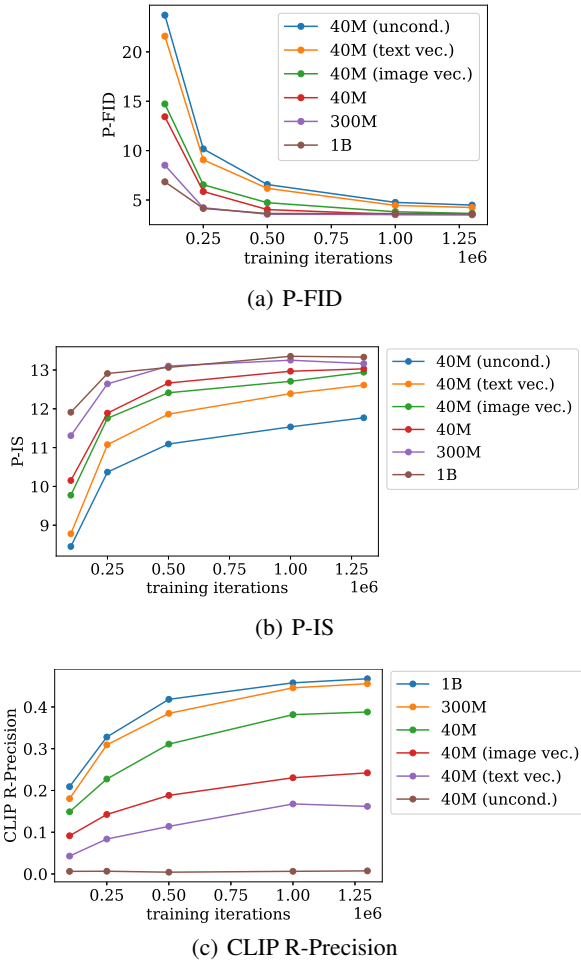 20
15
10
5
P-FID
40M (uncond.)
40M (text vec.)
40M (image vec.)
40M
300M
1B
0.25 0.50 0.75 1.00 1.25
training iterations 1e6
(a) P-FID
13
12
11
10
9
P-IS
40M (uncond.)
40M (text vec.)
40M (image vec.)
40M
300M
1B
0.25 0.50 0.75 1.00 1.25
training iterations 1e6
(b) P-IS
0.4
0.3
0.2
0.1
0.0
CLIP R-Precision
1B
300M
40M
40M (image vec.)
40M (text vec.)
40M (uncond.)
0.25 0.50 0.75 1.00 1.25
training iterations 1e6
(c) CLIP R-Precision